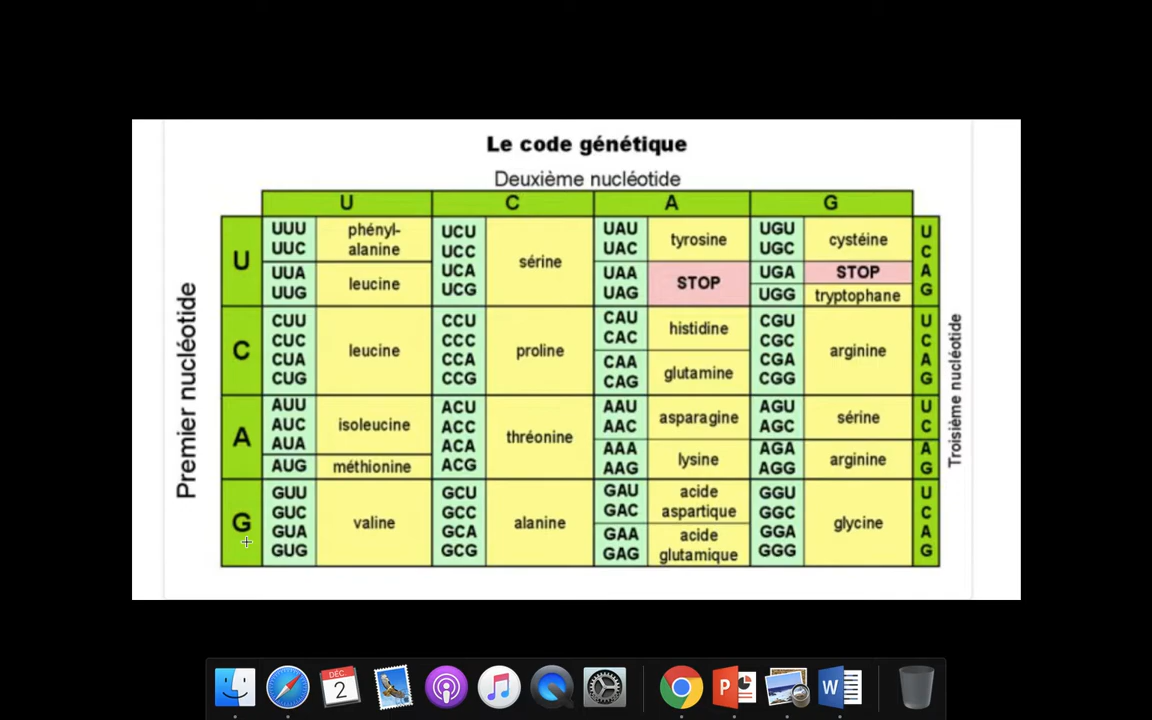 Le code génétique
Deuxième nucléotide
U C A G
Premier nucléotide
U
UUU
UUC
phényl-
alanine
UUA
UUG
leucine
UCU
UCC
UCA
UCG
sérine
UAU
UAC
tyrosine
UAA
UAG
STOP
UGU
UGC
cystéine
UGA
STOP
UGG
tryptophane
U
C
A
G
C
CUU
CUC
CUA
CUG
leucine
CCU
CCC
CCA
CCG
proline
CAU
CAC
histidine
CAA
CAG
glutamine
CGU
CGC
CGA
CGG
arginine
U
C
A
G
A
AUU
AUC
AUA
isoleucine
AUG
méthionine
ACU
ACC
ACA
ACG
thréonine
AAU
AAC
asparagine
AAA
AAG
lysine
AGU
AGC
sérine
AGA
AGG
arginine
U
C
A
G
G
GUU
GUC
GUA
GUG
valine
GCU
GCC
GCA
GCG
alanine
GAU
GAC
acide
aspartique
GAA
GAG
acide
glutamique
GGU
GGC
GGA
GGG
glycine
U
C
A
G
Troisième nucléotide
DÉC
2
P
W